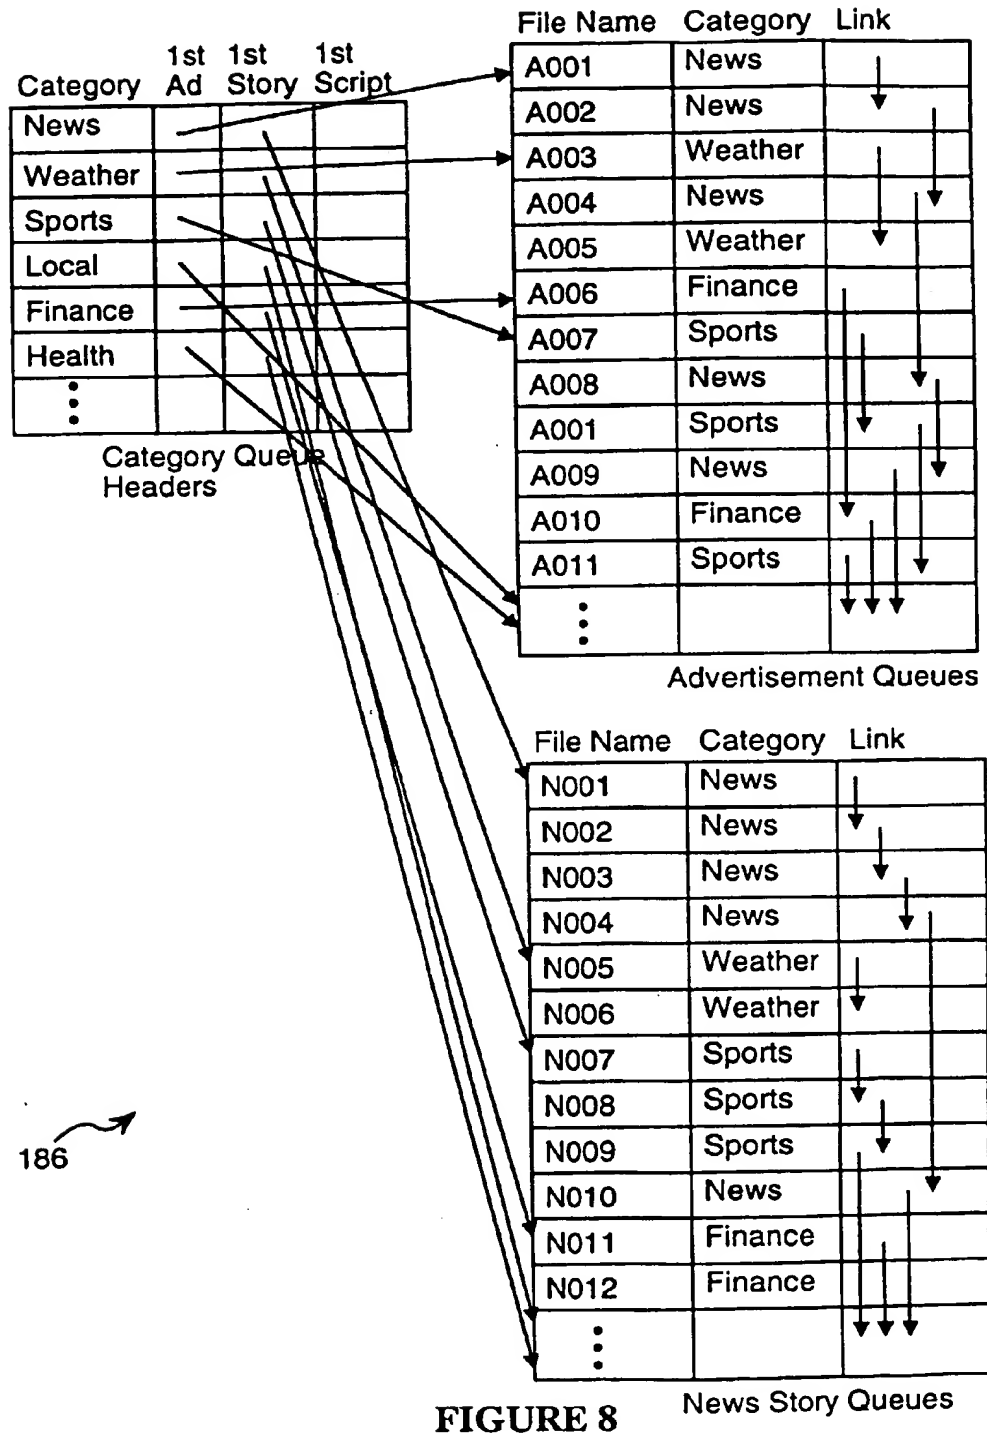 1st 1st 1st
Category Ad Story Script
News
Weather
Sports
Local
Finance
Health
Category Queue
Headers
File Name Category Link
A001 News
A002 News
A003 Weather
A004 News
A005 Weather
A006 Finance
A007 Sports
A008 News
A001 Sports
A009 News
A010 Finance
A011 Sports
Advertisement Queues
File Name Category Link
N001 News
N002 News
N003 News
N004 News
N005 Weather
N006 Weather
N007 Sports
N008 Sports
N009 Sports
N010 News
N011 Finance
N012 Finance
News Story Queues
186
FIGURE 8